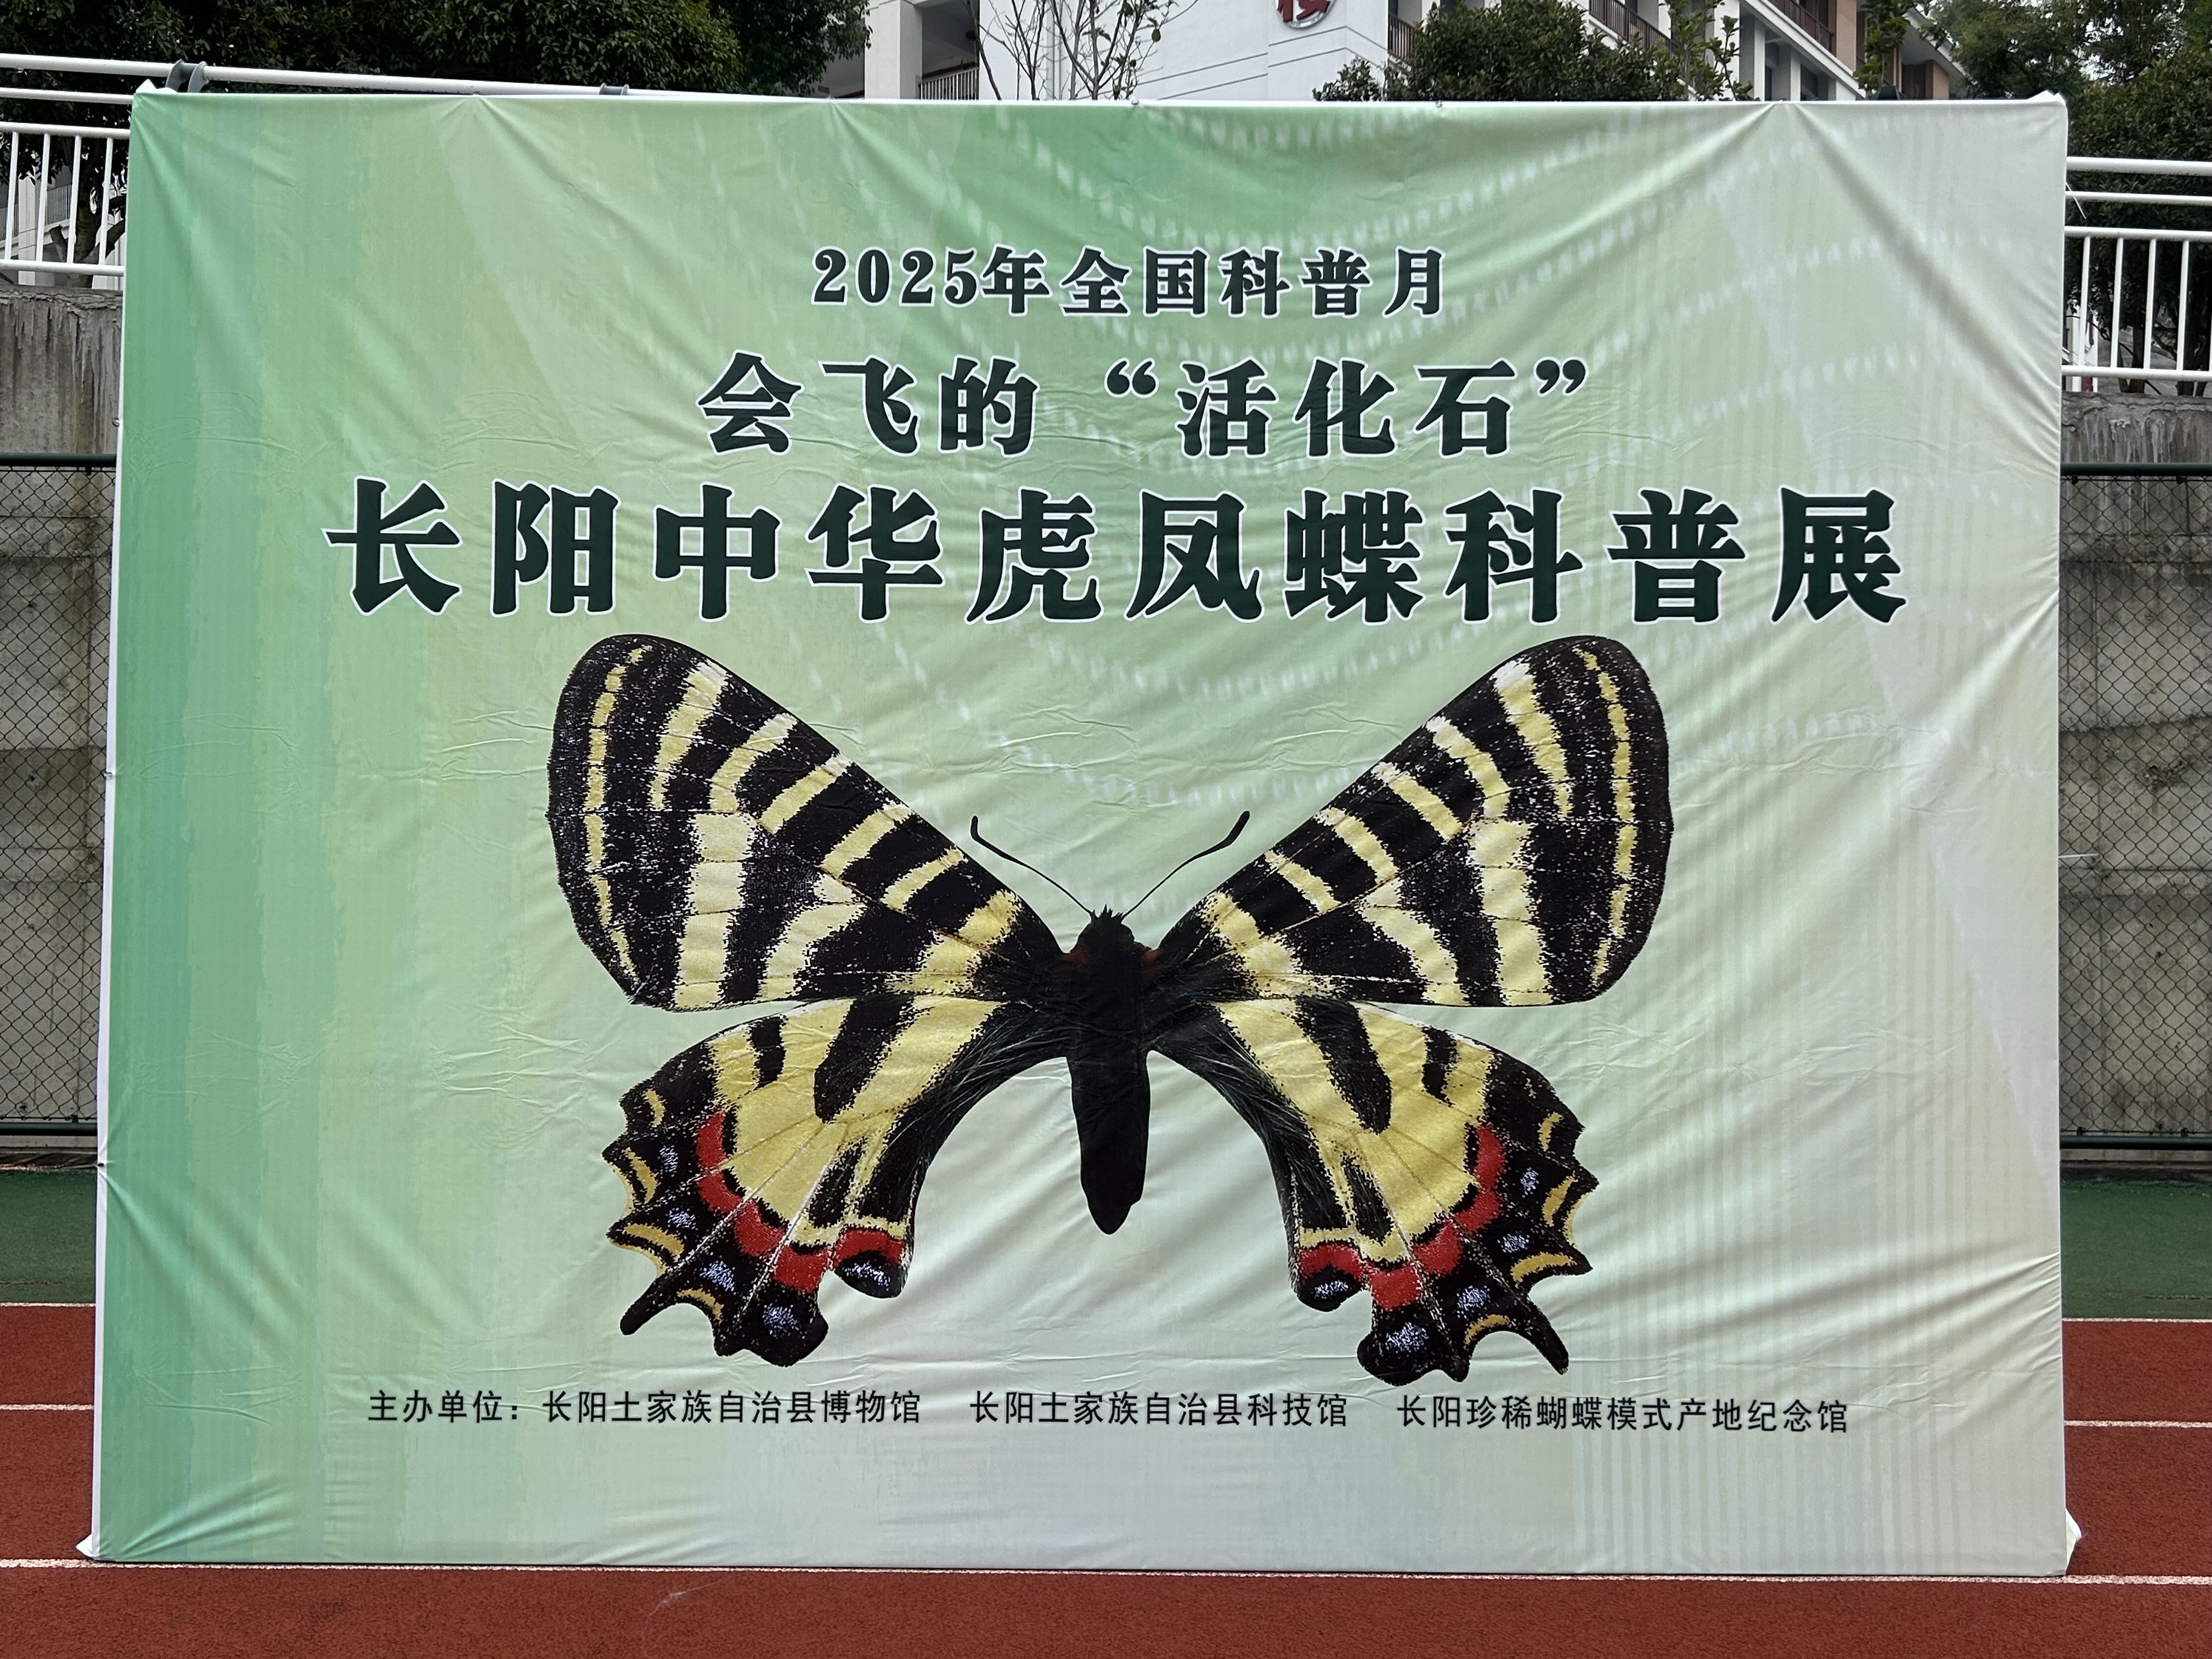 2025年全国科普月
会飞的“活化石”
长阳中华虎凤蝶科普展
主办单位：长阳土家族自治县博物馆 长阳土家族自治县科技馆 长阳珍稀蝴蝶模式产地纪念馆